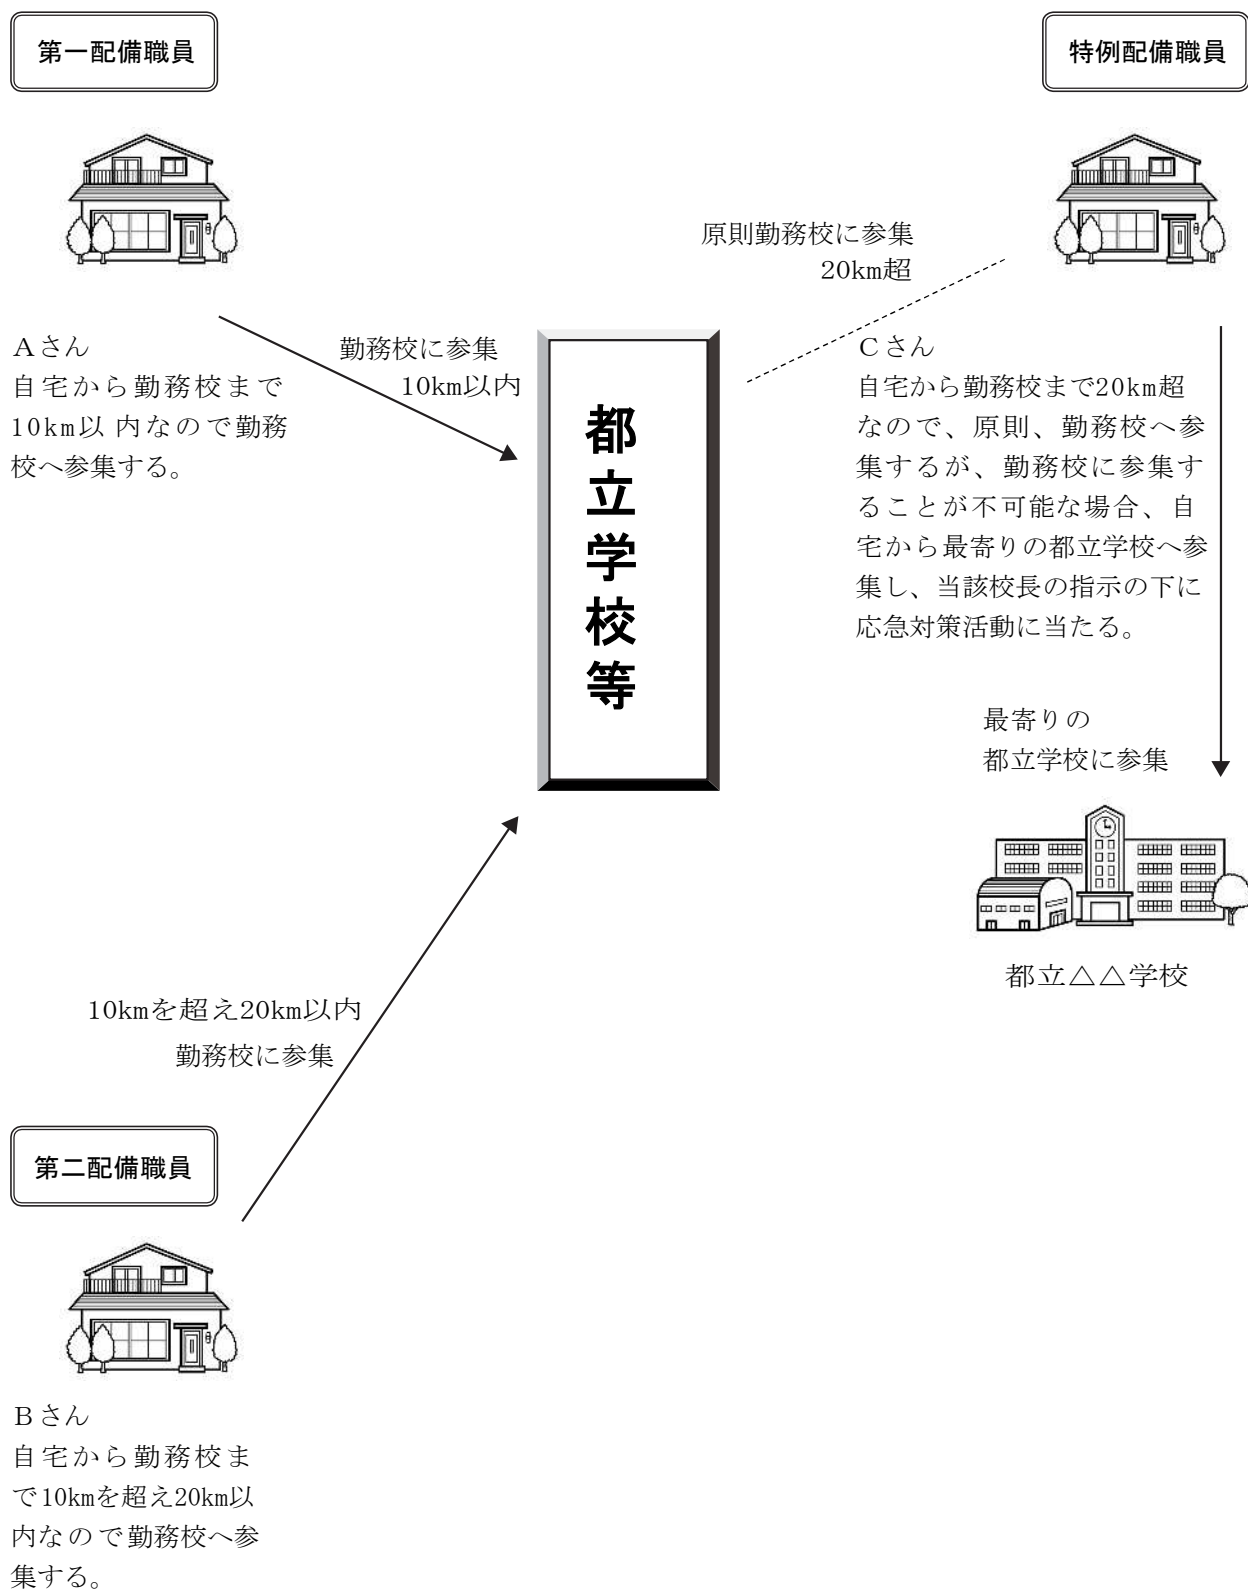 第一配備職員
特例配備職員
原則勤務校に参集
20km超
Aさん
自宅から勤務校まで
10km以内なので勤務
校へ参集する。
勤務校に参集
10km以内
都立学校等
Cさん
自宅から勤務校まで20km超
なので、原則、勤務校へ参
集するが、勤務校に参集す
ることが不可能な場合、自
宅から最寄りの都立学校へ参
集し、当該校長の指示の下に
応急対策活動に当たる。
最寄りの
都立学校に参集
都立△△学校
10kmを超え20km以内
勤務校に参集
第二配備職員
Bさん
自宅から勤務校ま
で10kmを超え20km以
内なので勤務校へ参
集する。